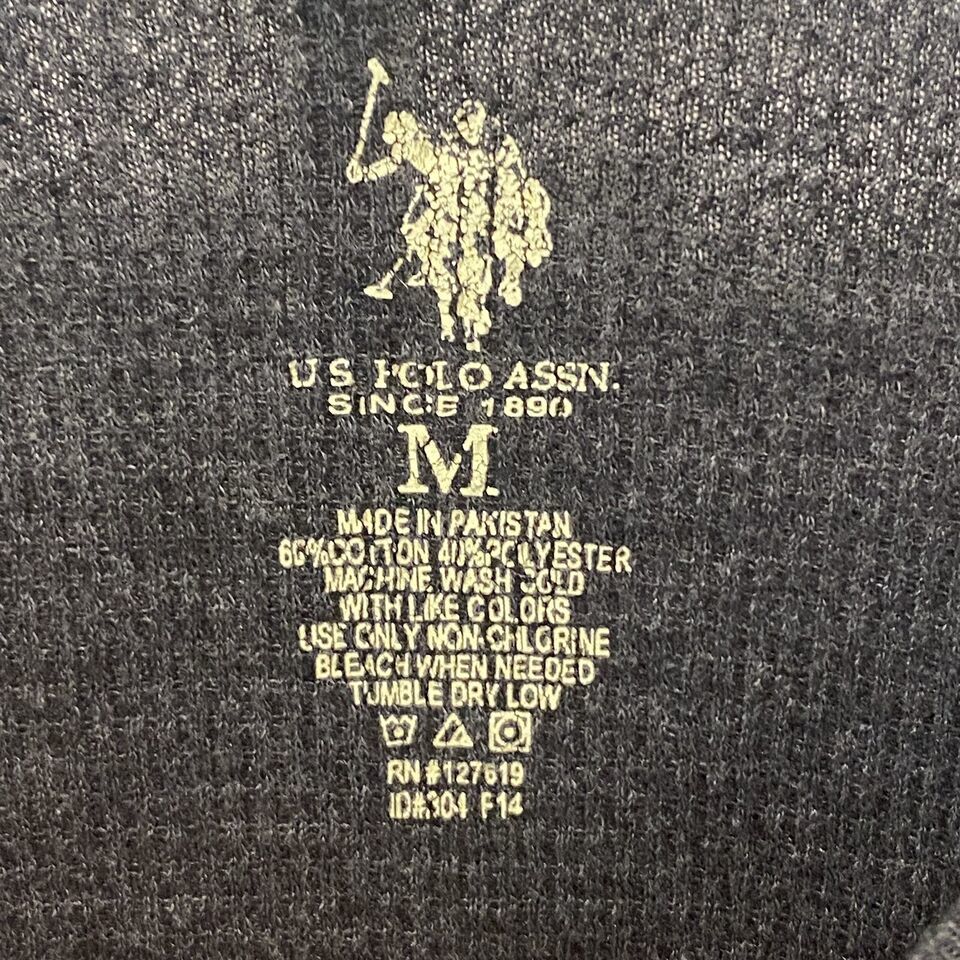 U.S. POLO ASSN.
SINCE 1890
M
MADE IN PAKISTAN
60%COTTON 40%POLYESTER
MACHINE WASH COLD
WITH LIKE COLORS
USE ONLY NON-CHLORINE
BLEACH WHEN NEEDED
TUMBLE DRY LOW
RN#127619
ID#304 F14